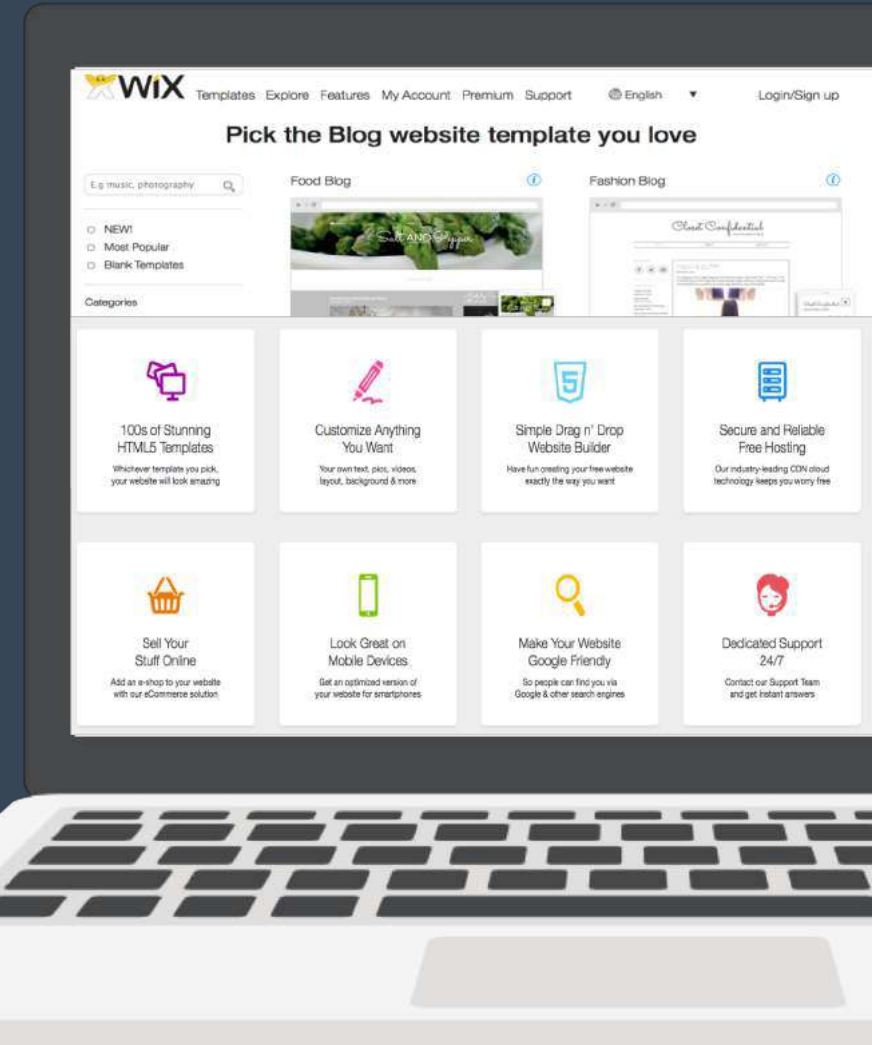 WiX
Templates Explore Features My Account Premium Support English Login/Sign up
Pick the Blog website template you love
E.g music, photography
NEW!
Most Popular
Blank Templates
Categories
Food Blog
Salt AND Pepper
Fashion Blog
Closet Confidential
100s of Stunning
HTML5 Templates
Whichever template you pick,
your website will look amazing
Customize Anything
You Want
Your own text, pics, videos,
layout, background & more
5
Simple Drag n' Drop
Website Builder
Have fun creating your free website
exactly the way you want
Secure and Reliable
Free Hosting
Our industry-leading CDN cloud
technology keeps you worry free
Sell Your
Stuff Online
Add an e-shop to your website
with our eCommerce solution
Look Great on
Mobile Devices
Get an optimized version of
your website for smartphones
Make Your Website
Google Friendly
So people can find you via
Google & other search engines
Dedicated Support
24/7
Contact our Support Team
and get instant answers